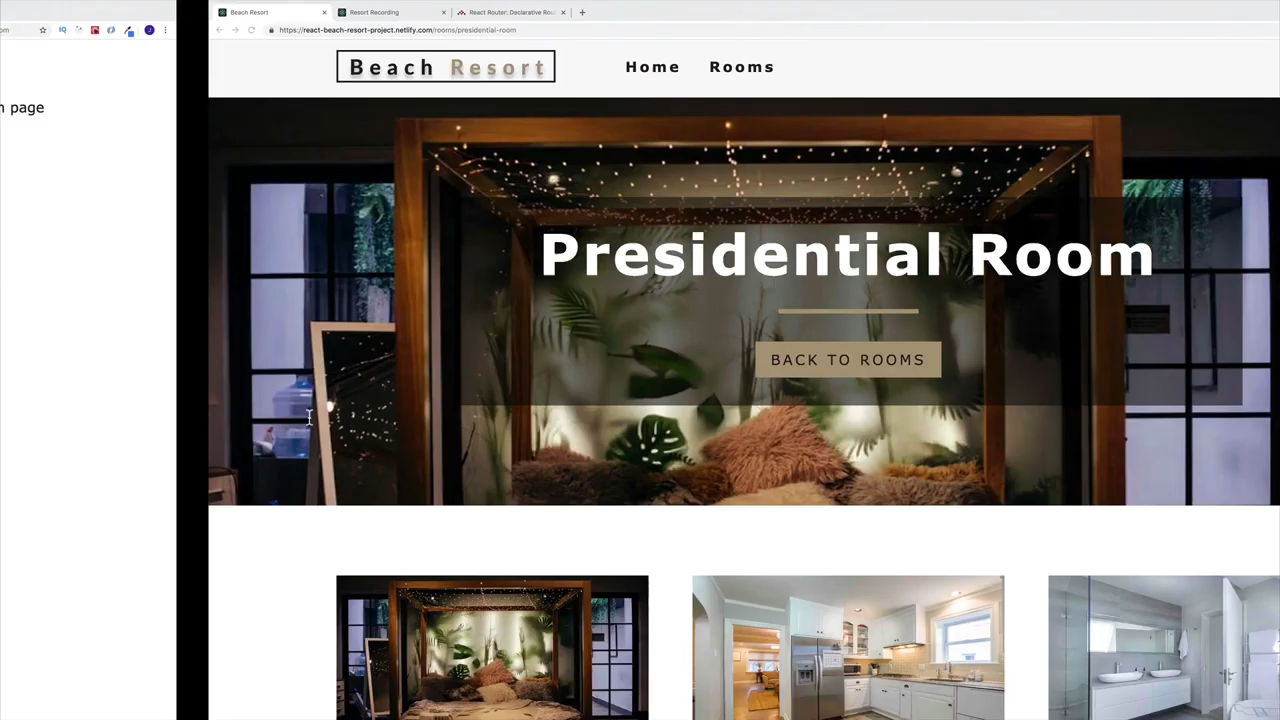 Beach Resort
Resort Recording
React Router: Declarative Rou
https://react-beach-resort-project.netlify.com/rooms/presidential-room
page
Beach Resort
Home
Rooms
Presidential Room
BACK TO ROOMS